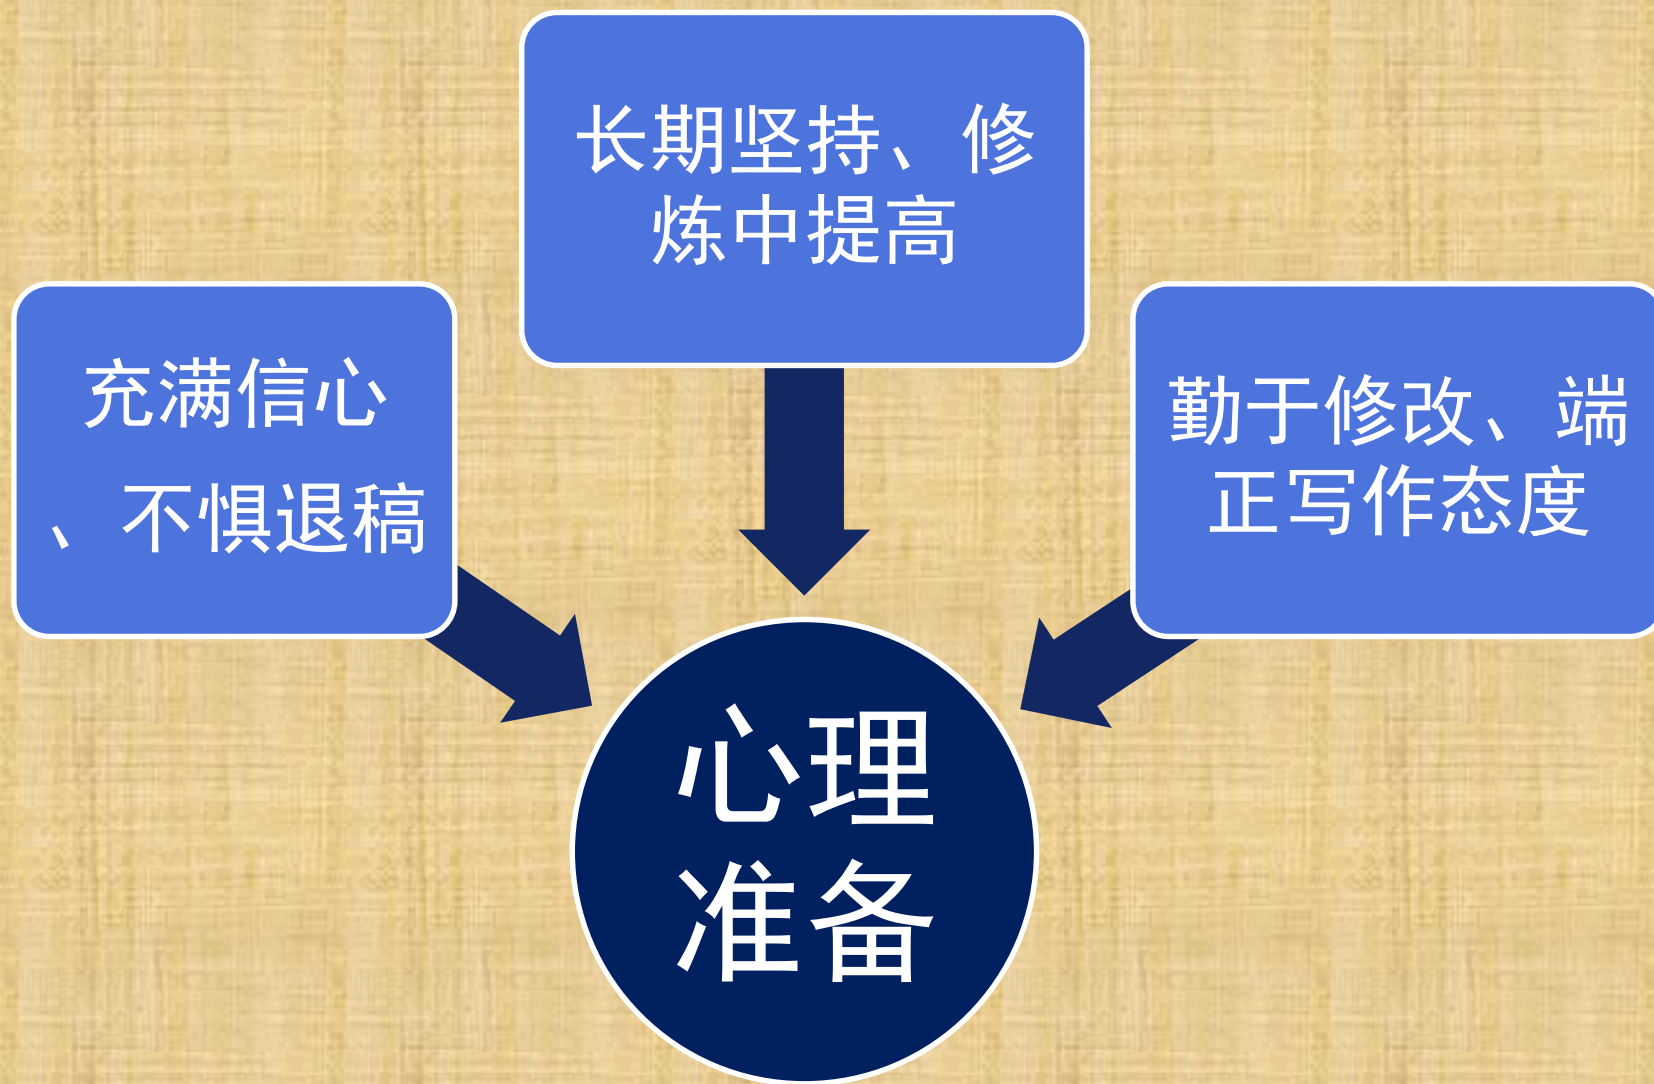 长期坚持、修
炼中提高
充满信心
、不惧退稿
勤于修改、端
正写作态度
心理
准备